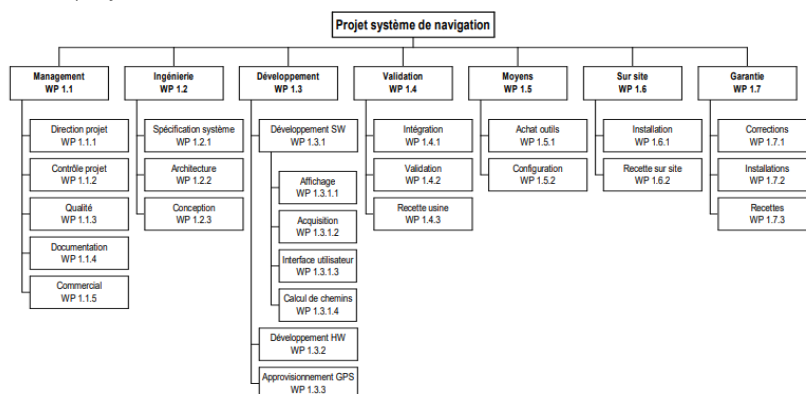 Projet système de navigation
Management
WP 1.1
Ingénierie
WP 1.2
Développement
WP 1.3
Validation
WP 1.4
Moyens
WP 1.5
Sur site
WP 1.6
Garantie
WP 1.7
Direction projet
WP 1.1.1
Contrôle projet
WP 1.1.2
Qualité
WP 1.1.3
Documentation
WP 1.1.4
Commercial
WP 1.1.5
Spécification système
WP 1.2.1
Architecture
WP 1.2.2
Conception
WP 1.2.3
Développement SW
WP 1.3.1
Affichage
WP 1.3.1.1
Acquisition
WP 1.3.1.2
Interface utilisateur
WP 1.3.1.3
Calcul de chemins
WP 1.3.1.4
Développement HW
WP 1.3.2
Approvisionnement GPS
WP 1.3.3
Intégration
WP 1.4.1
Validation
WP 1.4.2
Recette usine
WP 1.4.3
Achat outils
WP 1.5.1
Configuration
WP 1.5.2
Installation
WP 1.6.1
Recette sur site
WP 1.6.2
Corrections
WP 1.7.1
Installations
WP 1.7.2
Recettes
WP 1.7.3